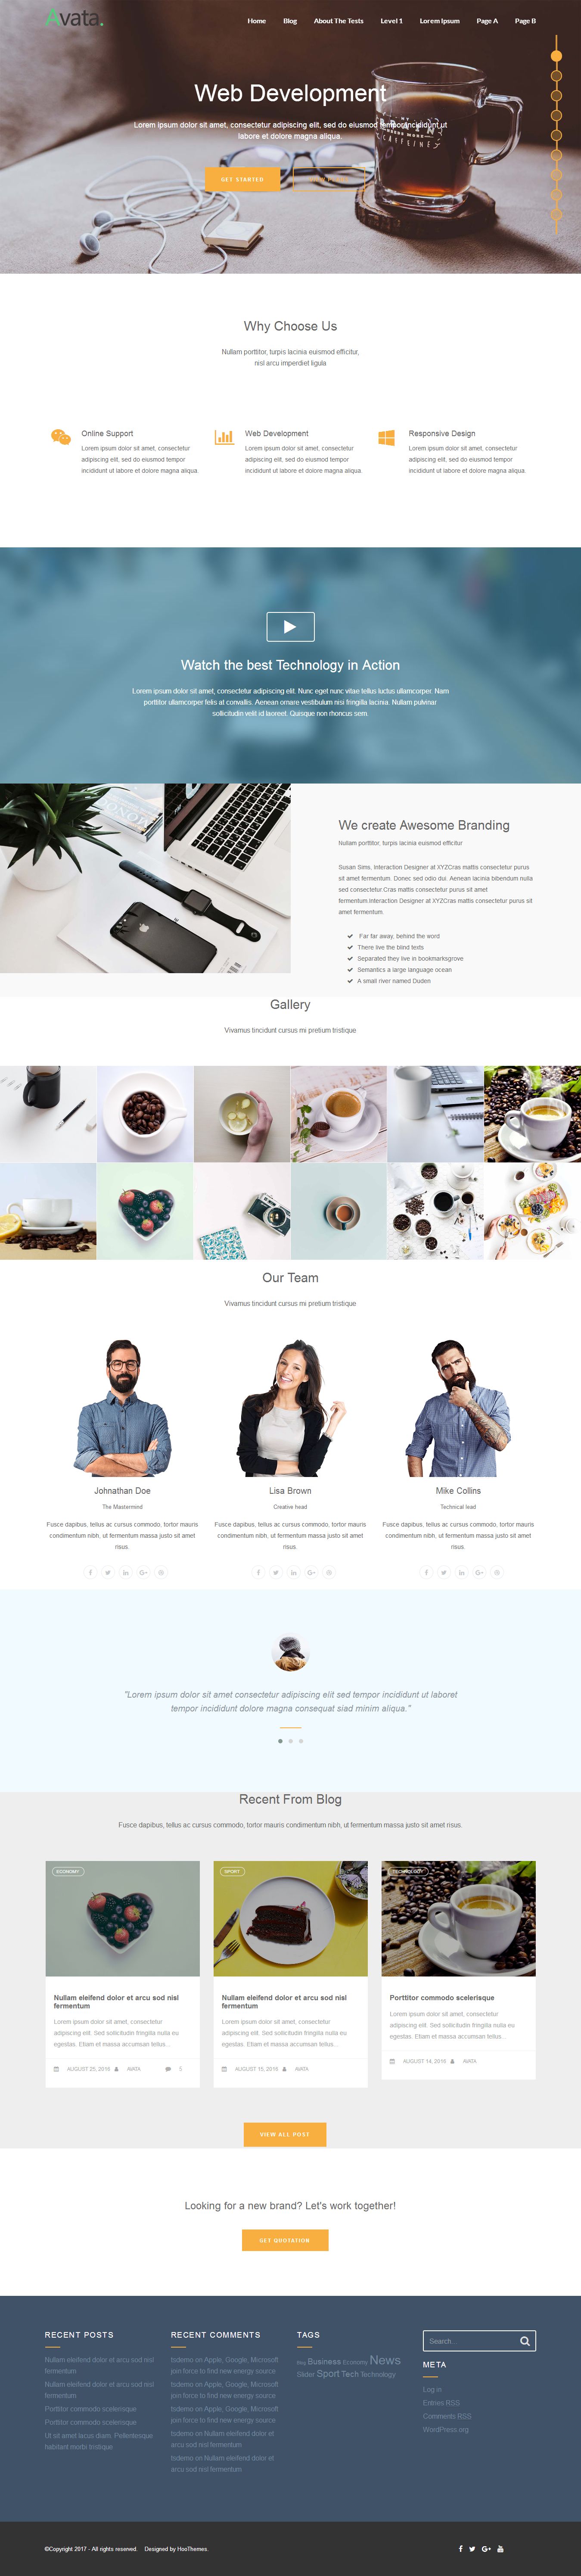 Avata.
Home Blog About The Tests Level 1 Lorem Ipsum Page A Page B
Web Development
Lorem ipsum dolor sit amet, consectetur adipiscing elit, sed do eiusmod tempor incididunt ut
labore et dolore magna aliqua.
GET STARTED
Why Choose Us
Nullam porttitor, turpis lacinia euismod efficitur,
nisl arcu imperdiet ligula
Online Support
Lorem ipsum dolor sit amet, consectetur
adipiscing elit, sed do eiusmod tempor
incididunt ut labore et dolore magna aliqua.
Web Development
Lorem ipsum dolor sit amet, consectetur
adipiscing elit, sed do eiusmod tempor
incididunt ut labore et dolore magna aliqua.
Responsive Design
Lorem ipsum dolor sit amet, consectetur
adipiscing elit, sed do eiusmod tempor
incididunt ut labore et dolore magna aliqua.
Watch the best Technology in Action
Lorem ipsum dolor sit amet, consectetur adipiscing elit. Nunc eget nunc vitae tellus luctus ullamcorper. Nam
porttitor ullamcorper felis at convallis. Aenean ornare vestibulum nisi fringilla lacinia. Nullam pulvinar
sollicitudin velit id laoreet. Quisque non rhoncus sem.
We create Awesome Branding
Nullam porttitor, turpis lacinia euismod efficitur
Susan Sims, Interaction Designer at XYZCras mattis consectetur purus
sit amet fermentum. Donec sed odio dui. Aenean lacinia bibendum nulla
sed consectetur.Cras mattis consectetur purus sit amet
fermentum.Interaction Designer at XYZCras mattis consectetur purus sit
amet fermentum.
Far far away, behind the word
There live the blind texts
Separated they live in bookmarksgrove
Semantics a large language ocean
A small river named Duden
Gallery
Vivamus tincidunt cursus mi pretium tristique
Our Team
Vivamus tincidunt cursus mi pretium tristique
Johnathan Doe
The Mastermind
Fusce dapibus, tellus ac cursus commodo, tortor mauris
condimentum nibh, ut fermentum massa justo sit amet
risus.
Lisa Brown
Creative head
Fusce dapibus, tellus ac cursus commodo, tortor mauris
condimentum nibh, ut fermentum massa justo sit amet
risus.
Mike Collins
Technical lead
Fusce dapibus, tellus ac cursus commodo, tortor mauris
condimentum nibh, ut fermentum massa justo sit amet
risus.
"Lorem ipsum dolor sit amet consectetur adipiscing elit sed tempor incididunt ut laboret
tempor incididunt dolore magna consequat siad minim aliqua."
Recent From Blog
Fusce dapibus, tellus ac cursus commodo, tortor mauris condimentum nibh, ut fermentum massa justo sit amet risus.
ECONOMY
Nullam eleifend dolor et arcu sod nisl
fermentum
Lorem ipsum dolor sit amet, consectetur
adipiscing elit. Sed sollicitudin fringilla nulla eu
egestas. Etiam et massa accumsan tellus...
AUGUST 25, 2016 AVATA 5
SPORT
Nullam eleifend dolor et arcu sod nisl
fermentum
Lorem ipsum dolor sit amet, consectetur
adipiscing elit. Sed sollicitudin fringilla nulla eu
egestas. Etiam et massa accumsan tellus...
AUGUST 15, 2016 AVATA
TECHNOLOGY
Porttitor commodo scelerisque
Lorem ipsum dolor sit amet, consectetur
adipiscing elit. Sed sollicitudin fringilla nulla eu
egestas. Etiam et massa accumsan tellus...
AUGUST 14, 2016 AVATA
VIEW ALL POST
Looking for a new brand? Let's work together!
GET QUOTATION
RECENT POSTS
Nullam eleifend dolor et arcu sod nisl
fermentum
Nullam eleifend dolor et arcu sod nisl
fermentum
Porttitor commodo scelerisque
Porttitor commodo scelerisque
Ut sit amet lacus diam. Pellentesque
habitant morbi tristique
RECENT COMMENTS
tsdemo on Apple, Google, Microsoft
join force to find new energy source
tsdemo on Apple, Google, Microsoft
join force to find new energy source
tsdemo on Apple, Google, Microsoft
join force to find new energy source
tsdemo on Nullam eleifend dolor et
arcu sod nisl fermentum
tsdemo on Nullam eleifend dolor et
arcu sod nisl fermentum
TAGS
Blog Business Economy News
Slider Sport Tech Technology
Search...
META
Log in
Entries RSS
Comments RSS
WordPress.org
©Copyright 2017 - All rights reserved. Designed by HooThemes.